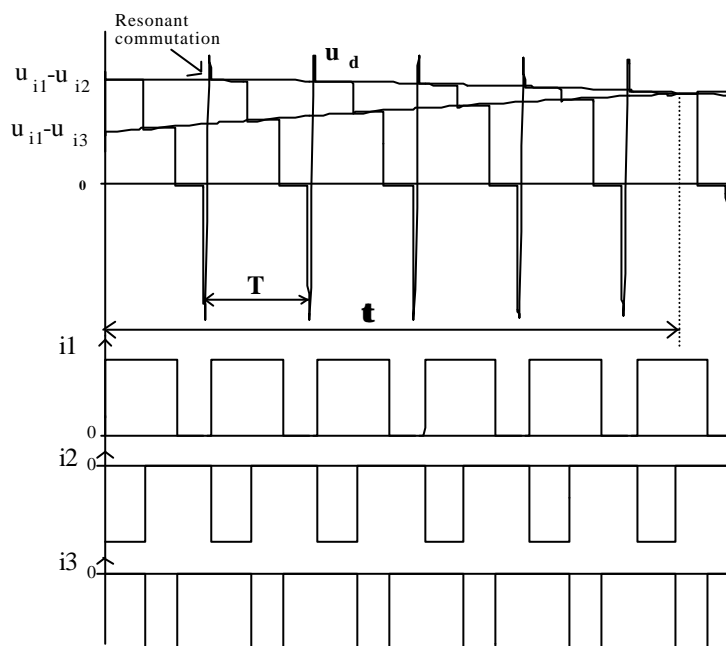 Resonant
commutation
u d
u i1-u i2
u i1-u i3
0
T
t
i1
0
i2 0
i3 0